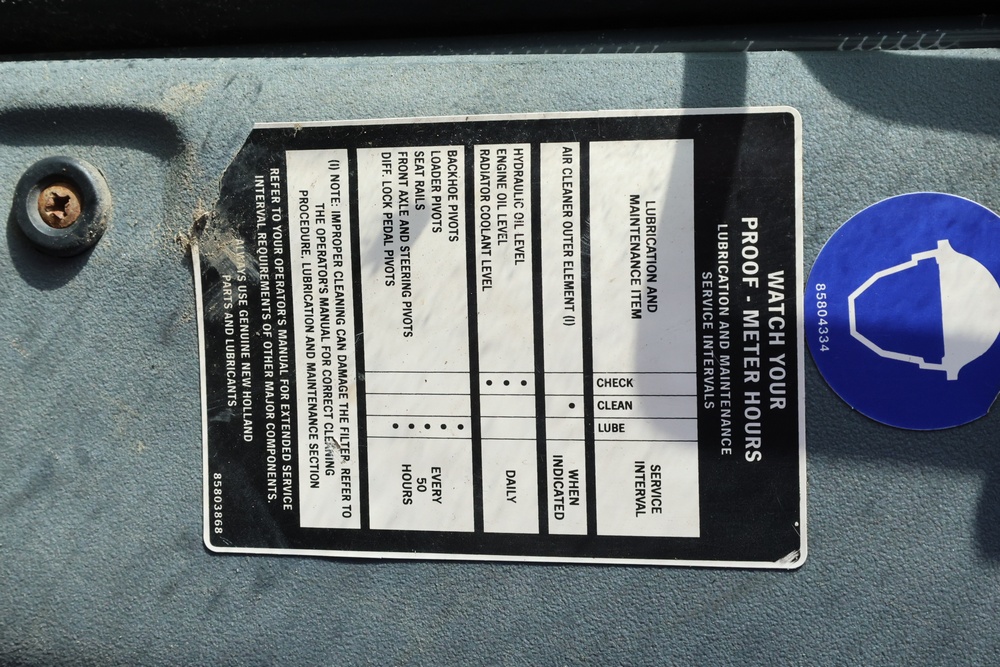 WATCH YOUR
PROOF - METER HOURS
LUBRICATION AND MAINTENANCE
SERVICE INTERVALS
LUBRICATION AND
MAINTENANCE ITEM
CHECK
CLEAN
LUBE
SERVICE
INTERVAL
AIR CLEANER OUTER ELEMENT (I)
•
WHEN
INDICATED
HYDRAULIC OIL LEVEL •
ENGINE OIL LEVEL •
RADIATOR COOLANT LEVEL •
DAILY
BACKHOE PIVOTS •
LOADER PIVOTS •
SEAT RAILS •
FRONT AXLE AND STEERING PIVOTS •
DIFF. LOCK PEDAL PIVOTS •
EVERY
50
HOURS
(I) NOTE: IMPROPER CLEANING CAN DAMAGE THE FILTER, REFER TO
THE OPERATOR'S MANUAL FOR CORRECT CLEANING
PROCEDURE. LUBRICATION AND MAINTENANCE SECTION
REFER TO YOUR OPERATOR'S MANUAL FOR EXTENDED SERVICE
INTERVAL REQUIREMENTS OF OTHER MAJOR COMPONENTS.
USE GENUINE NEW HOLLAND
PARTS AND LUBRICANTS
85803868
85804334